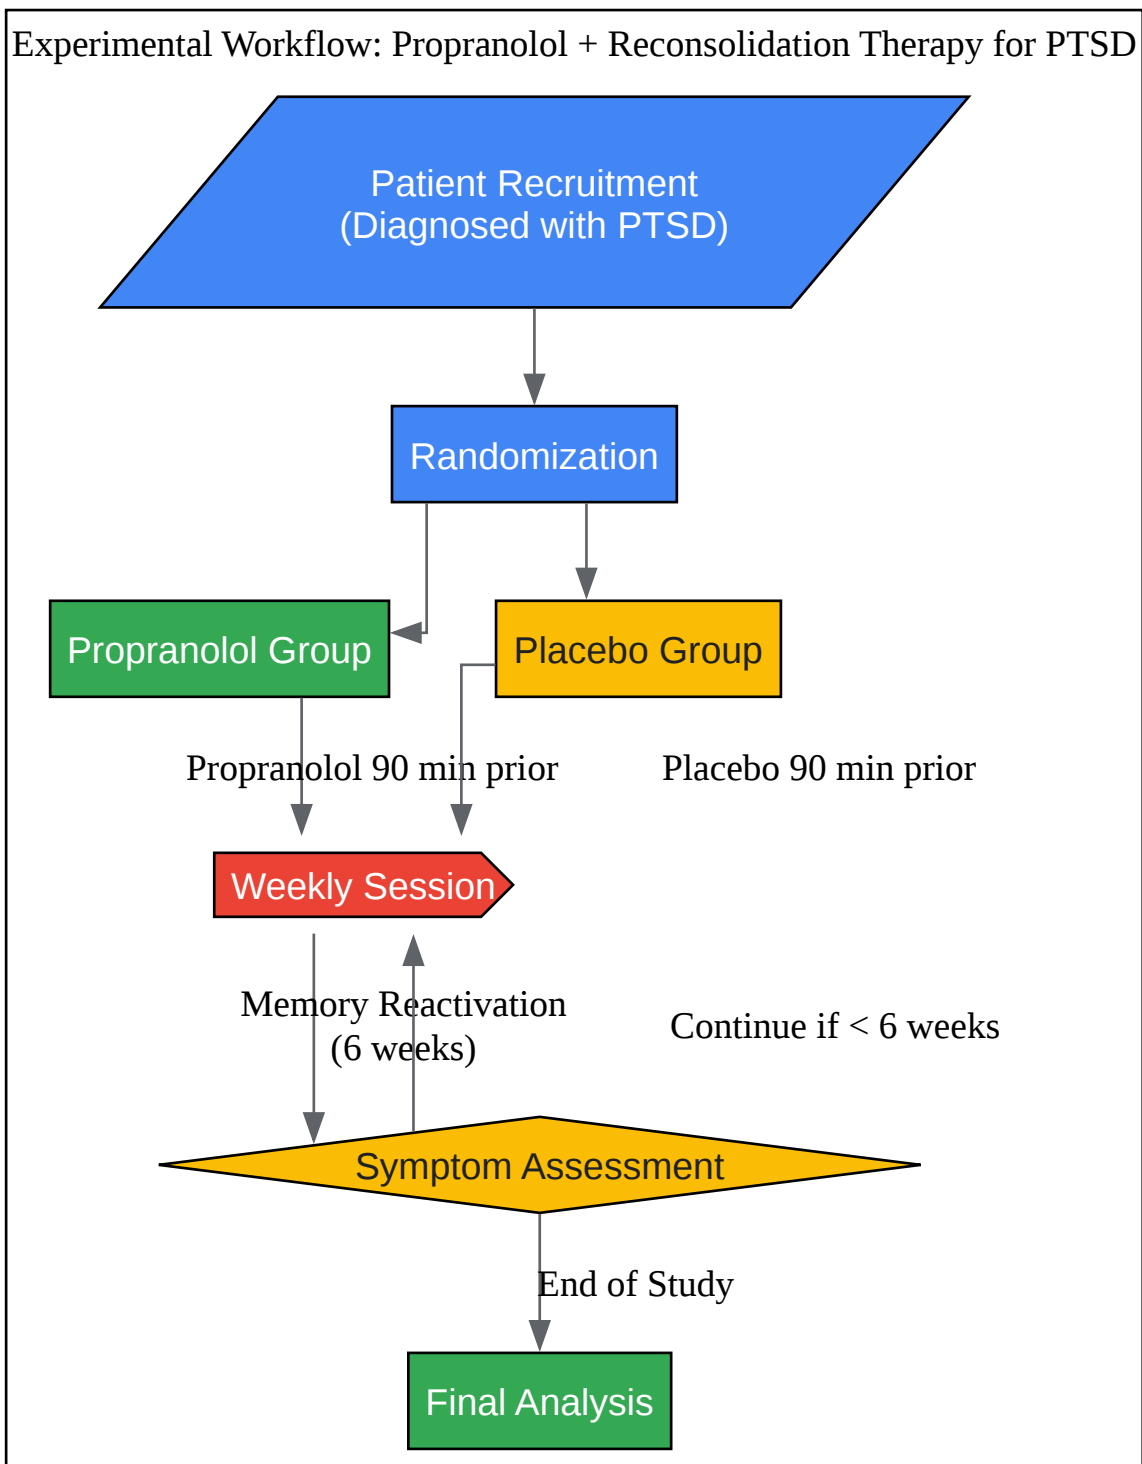 Experimental Workflow: Propranolol + Reconsolidation Therapy for PTSD
Patient Recruitment
(Diagnosed with PTSD)
Randomization
Propranolol Group
Placebo Group
Propranolol 90 min prior
Placebo 90 min prior
Weekly Session
Memory Reactivation
(6 weeks)
Continue if < 6 weeks
Symptom Assessment
End of Study
Final Analysis